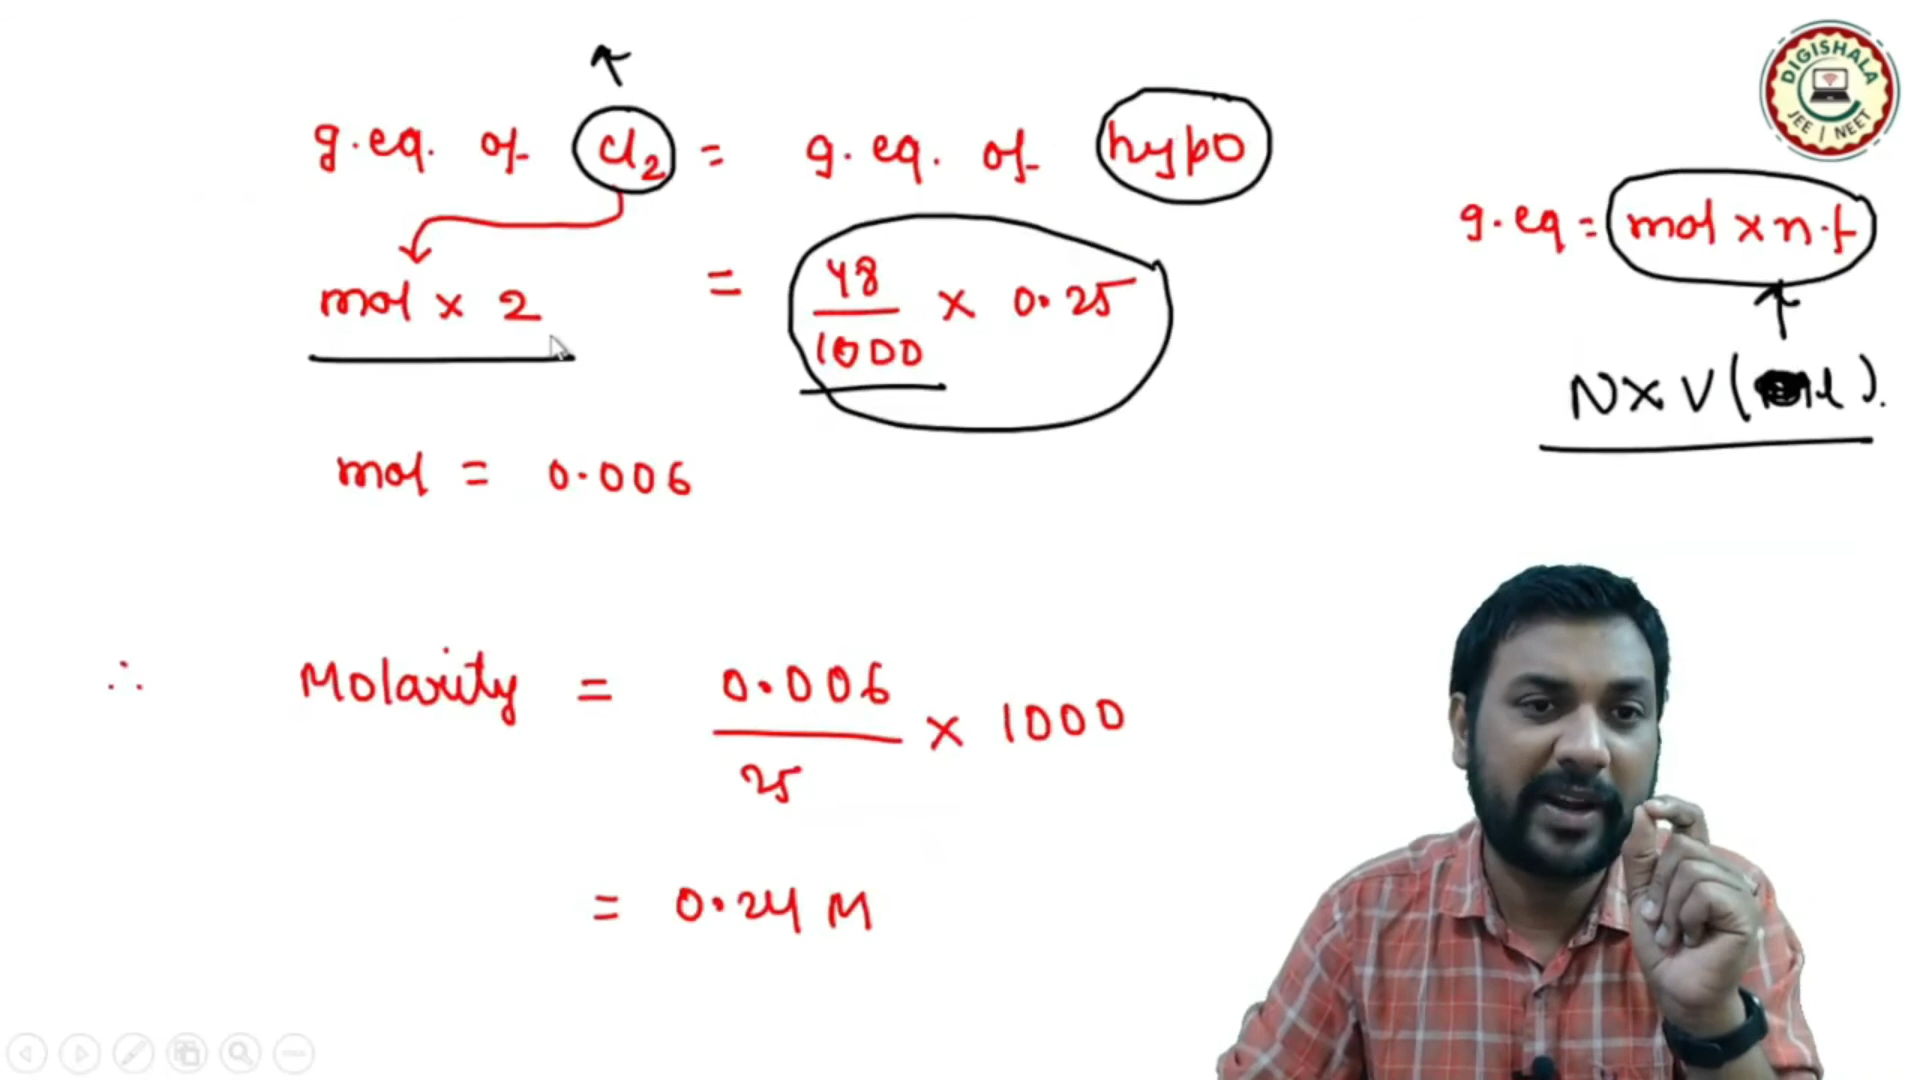 DIGISHALA
JEE | NEET
g.eq. of cl2 = g.eq. of hypo
g.eq = mol x n.f
mol x 2 = 48/1000 x 0.25
N X V ( l).
mol = 0.006
∴ Molarity = 0.006/25 x 1000
= 0.24 M